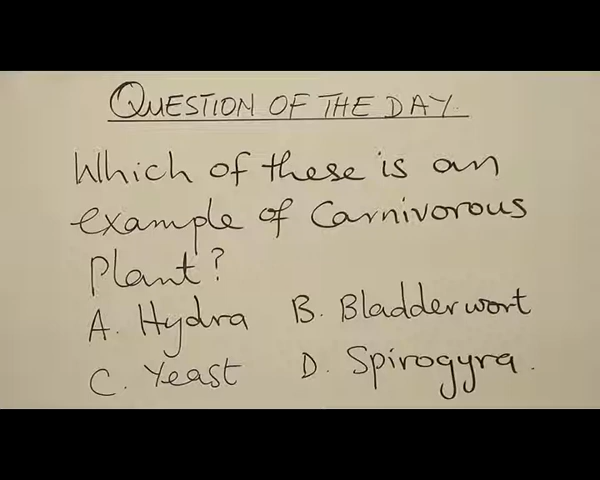 QUESTION OF THE DAY.
Which of these is an
example of Carnivorous
Plant?
A. Hydra B. Bladderwort
C. Yeast D. Spirogyra.